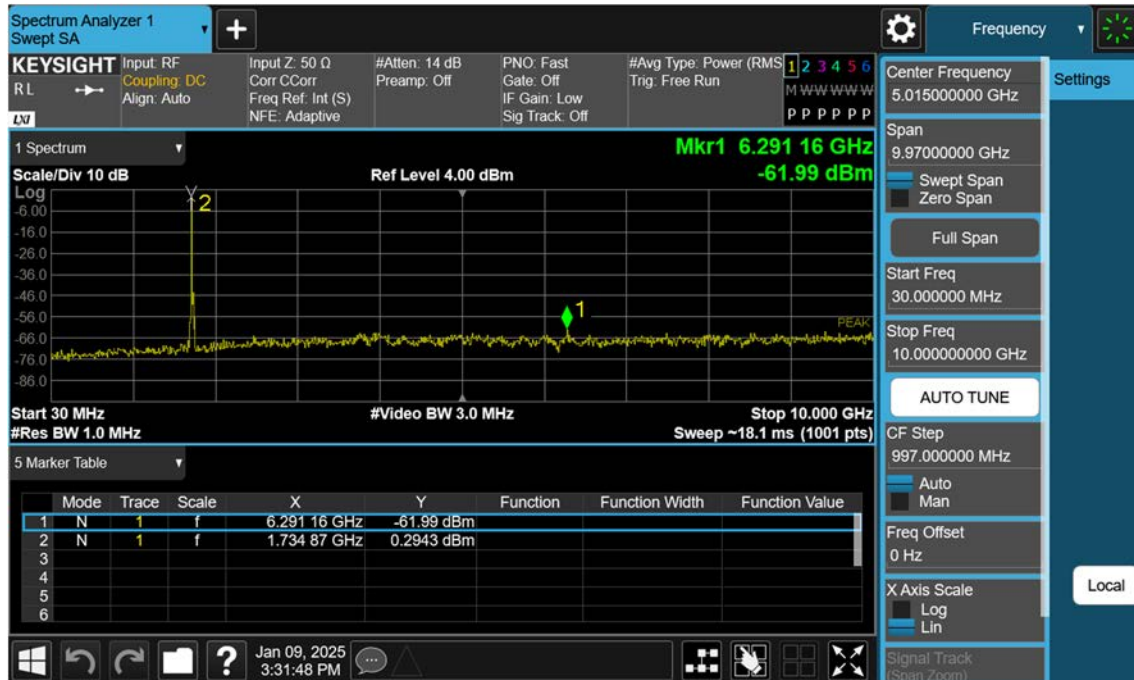 Spectrum Analyzer 1
Swept SA
Frequency
KEYSIGHT
RL
LXI
Input: RF
Coupling: DC
Align: Auto
Input Z: 50 Ω
Corr CCorr
Freq Ref: Int (S)
NFE: Adaptive
#Atten: 14 dB
Preamp: Off
PNO: Fast
Gate: Off
IF Gain: Low
Sig Track: Off
#Avg Type: Power (RMS
Trig: Free Run
1 2 3 4 5 6
M W W W W W
P P P P P P
1 Spectrum
Mkr1 6.291 16 GHz
-61.99 dBm
Scale/Div 10 dB
Ref Level 4.00 dBm
Log
-6.00
-16.0
-26.0
-36.0
-46.0
-56.0
-66.0
-76.0
-86.0
2
1
PEAK
Start 30 MHz
#Video BW 3.0 MHz
Stop 10.000 GHz
#Res BW 1.0 MHz
Sweep ~18.1 ms (1001 pts)
5 Marker Table
Mode Trace Scale X Y Function Function Width Function Value
1 N 1 f 6.291 16 GHz -61.99 dBm
2 N 1 f 1.734 87 GHz 0.2943 dBm
3
4
5
6
Jan 09, 2025
3:31:48 PM
Center Frequency
5.015000000 GHz
Settings
Span
9.97000000 GHz
Swept Span
Zero Span
Full Span
Start Freq
30.000000 MHz
Stop Freq
10.000000000 GHz
AUTO TUNE
CF Step
997.000000 MHz
Auto
Man
Freq Offset
0 Hz
X Axis Scale
Log
Lin
Local
Signal Track
(Span Zoom)